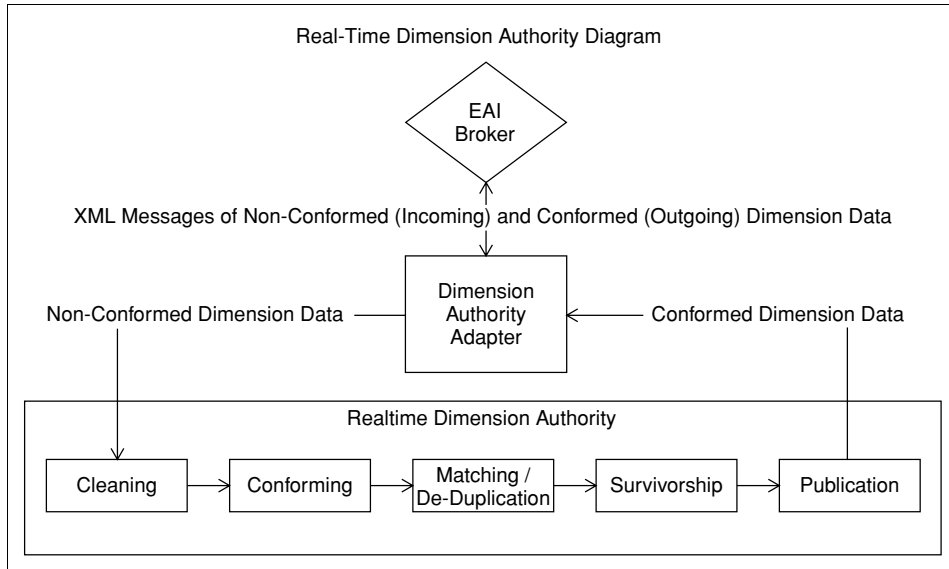 Real-Time Dimension Authority Diagram
EAI
Broker
XML Messages of Non-Conformed (Incoming) and Conformed (Outgoing) Dimension Data
Dimension
Authority
Adapter
Non-Conformed Dimension Data
Conformed Dimension Data
Realtime Dimension Authority
Cleaning
Conforming
Matching /
De-Duplication
Survivorship
Publication